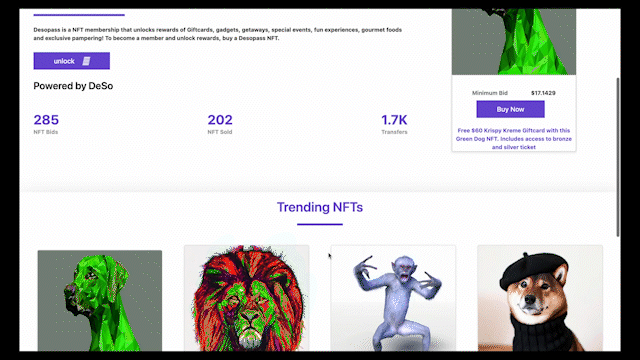 Desopass is a NFT membership that unlocks rewards of Giftcards, gadgets, getaways, special events, fun experiences, gourmet foods
and exclusive pampering! To become a member and unlock rewards, buy a Desopass NFT.
unlock
Powered by DeSo
285
NFT Bids
202
NFT Sold
1.7K
Transfers
Minimum Bid
$17.1429
Buy Now
Free $60 Krispy Kreme Giftcard with this
Green Dog NFT. Includes access to bronze
and silver ticket
Trending NFTs